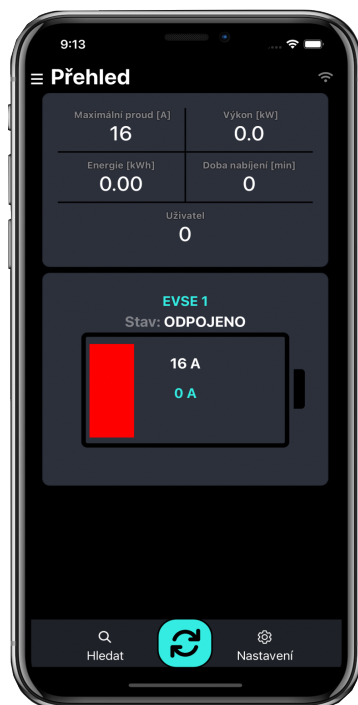 9:13
Přehled
Maximální proud [A]
16
Výkon [kW]
0.0
Energie [kWh]
0.00
Doba nabíjení [min]
0
Uživatel
0
EVSE 1
Stav: ODPOJENO
16 A
0 A
Hledat
Nastavení